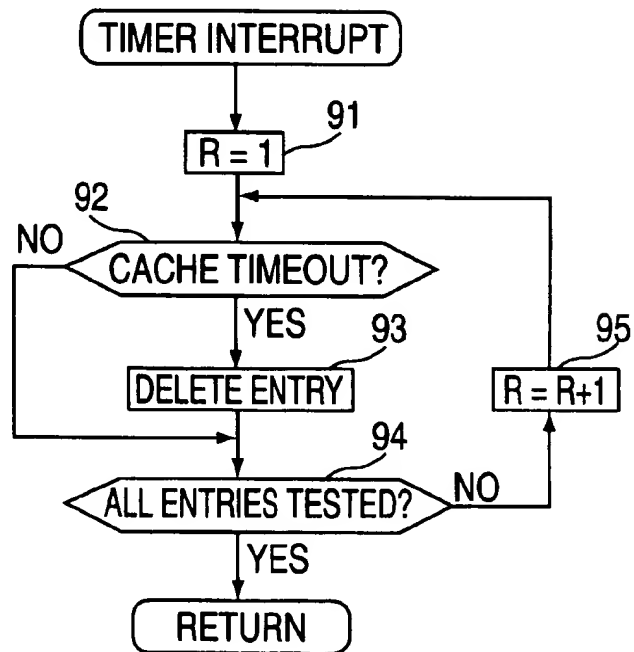 TIMER INTERRUPT
91
R = 1
92
NO
CACHE TIMEOUT?
YES
93
95
DELETE ENTRY
R = R+1
94
ALL ENTRIES TESTED?
NO
YES
RETURN